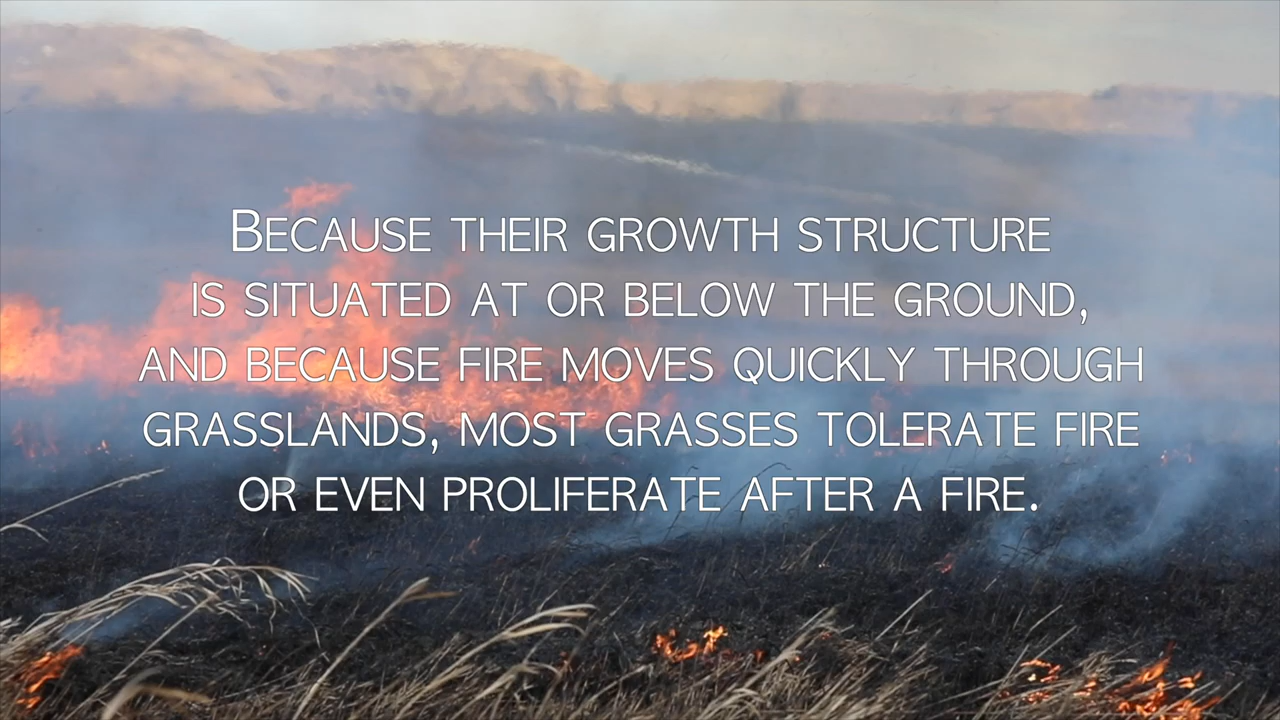 Because their growth structure
is situated at or below the ground,
and because fire moves quickly through
grasslands, most grasses tolerate fire
or even proliferate after a fire.